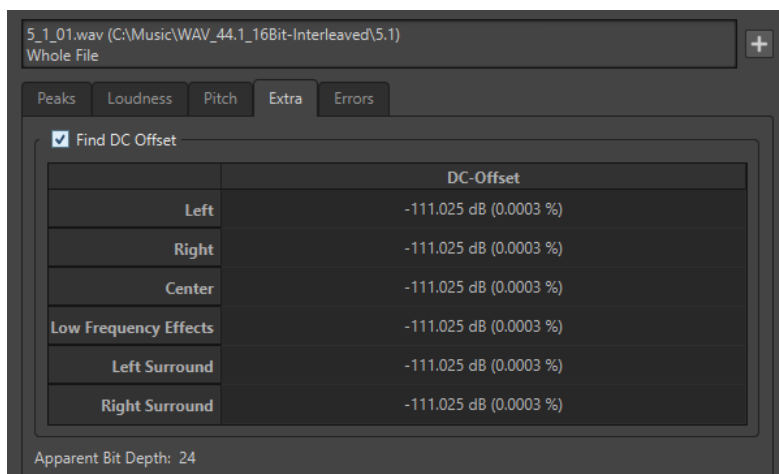 5_1_01.wav (C:\Music\WAV_44.1_16Bit-Interleaved\5.1)
Whole File
Peaks Loudness Pitch Extra Errors
Find DC Offset
DC-Offset
Left -111.025 dB (0.0003 %)
Right -111.025 dB (0.0003 %)
Center -111.025 dB (0.0003 %)
Low Frequency Effects -111.025 dB (0.0003 %)
Left Surround -111.025 dB (0.0003 %)
Right Surround -111.025 dB (0.0003 %)
Apparent Bit Depth: 24